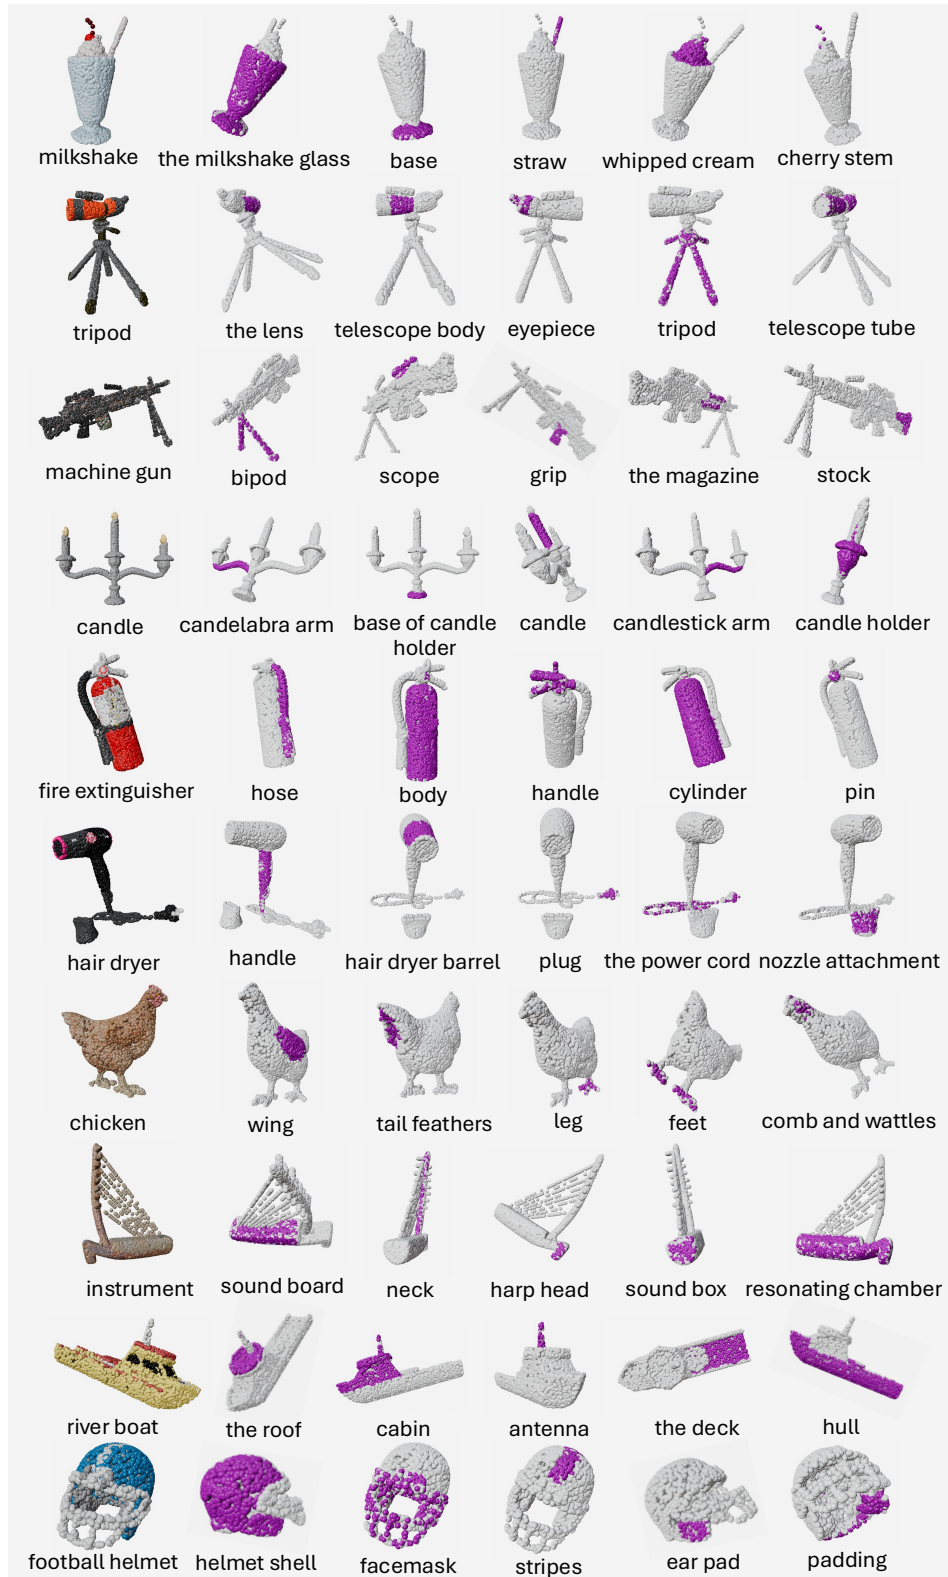 milkshake
the milkshake glass
base
straw
whipped cream
cherry stem
tripod
the lens
telescope body
eyepiece
tripod
telescope tube
machine gun
bipod
scope
grip
the magazine
stock
candle
candelabra arm
base of candle
holder
candle
candlestick arm
candle holder
fire extinguisher
hose
body
handle
cylinder
pin
hair dryer
handle
hair dryer barrel
plug
the power cord
nozzle attachment
chicken
wing
tail feathers
leg
feet
comb and wattles
instrument
sound board
neck
harp head
sound box
resonating chamber
river boat
the roof
cabin
antenna
the deck
hull
football helmet
helmet shell
facemask
stripes
ear pad
padding